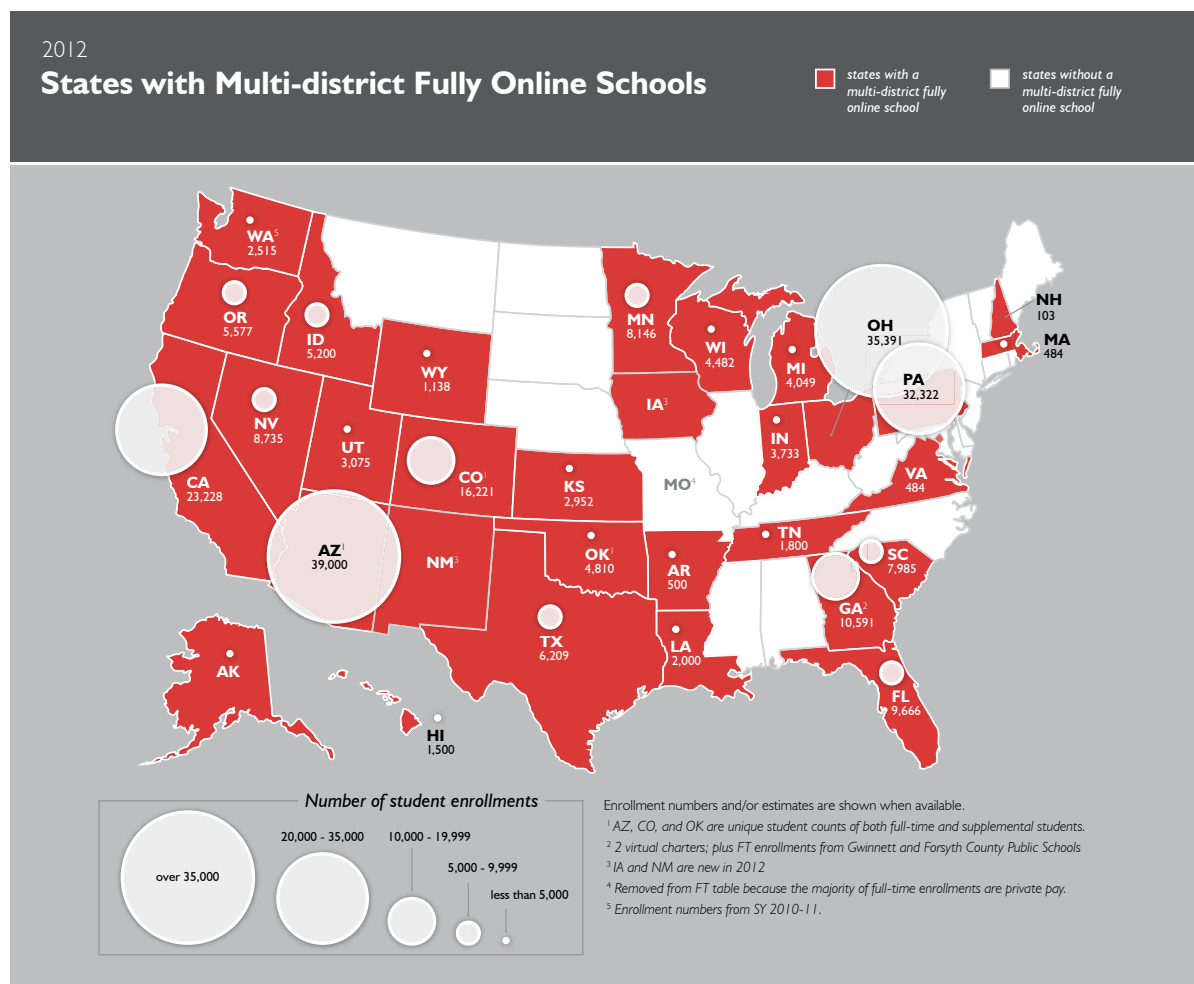 2012
States with Multi-district Fully Online Schools
states with a
multi-district fully
online school
states without a
multi-district fully
online school
WA5
2,515
OR
5,577
ID
5,200
WY
1,138
NV
8,735
UT
3,075
CO1
16,221
CA
23,228
AZ1
39,000
NM3
MN
8,146
WI
4,482
IA3
MI
4,049
IN
3,733
OH
35,391
PA
32,322
NH
103
MA
484
KS
2,952
MO4
VA
484
OK1
4,810
AR
500
TN
1,800
SC
7,985
GA2
10,591
TX
6,209
LA
2,000
FL
9,666
AK
HI
1,500
Number of student enrollments
over 35,000
20,000 - 35,000
10,000 - 19,999
5,000 - 9,999
less than 5,000
Enrollment numbers and/or estimates are shown when available.
1 AZ, CO, and OK are unique student counts of both full-time and supplemental students.
2 2 virtual charters; plus FT enrollments from Gwinnett and Forsyth County Public Schools
3 IA and NM are new in 2012
4 Removed from FT table because the majority of full-time enrollments are private pay.
5 Enrollment numbers from SY 2010-11.